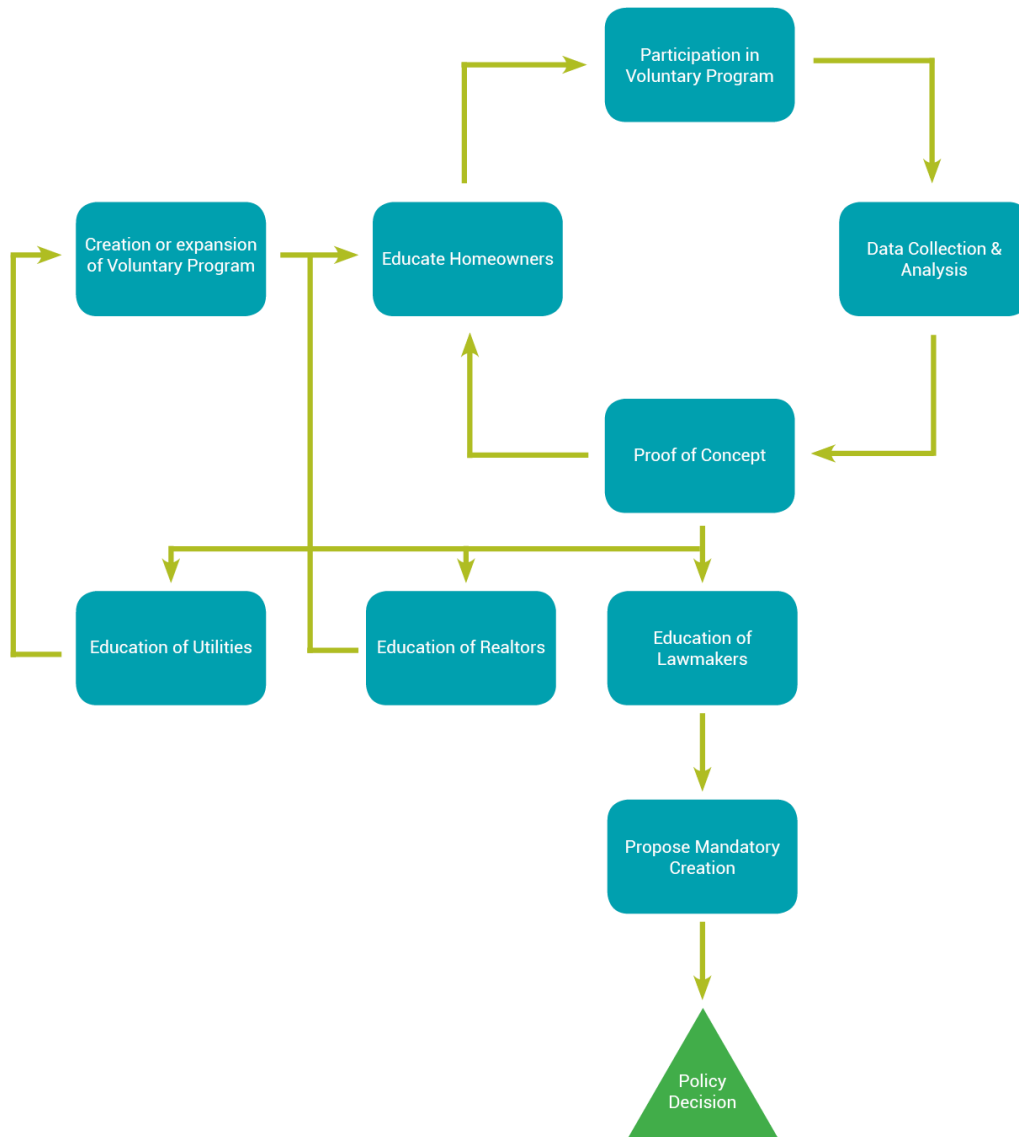 Participation in
Voluntary Program
Creation or expansion
of Voluntary Program
Educate Homeowners
Data Collection &
Analysis
Proof of Concept
Education of Utilities
Education of Realtors
Education of
Lawmakers
Propose Mandatory
Creation
Policy
Decision